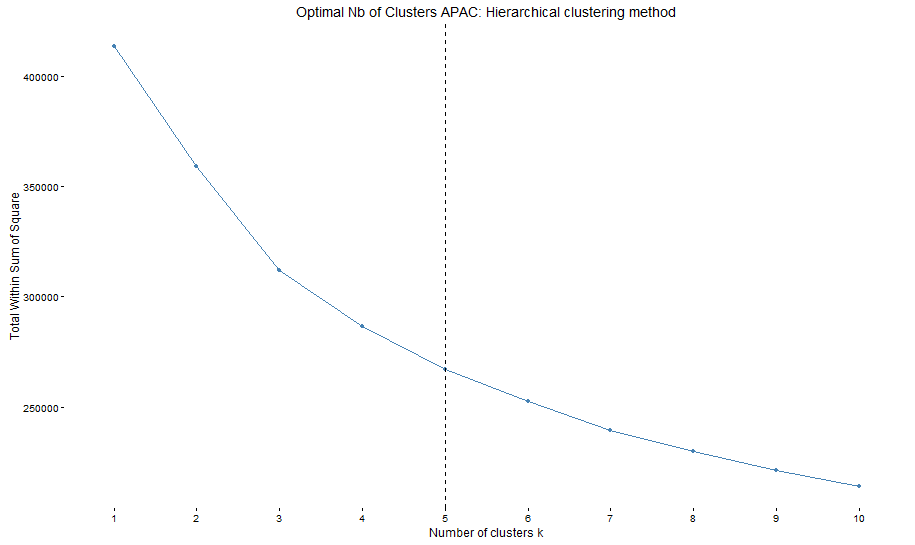 Optimal Nb of Clusters APAC: Hierarchical clustering method
Total Within Sum of Square
400000
350000
300000
250000
1 2 3 4 5 6 7 8 9 10
Number of clusters k